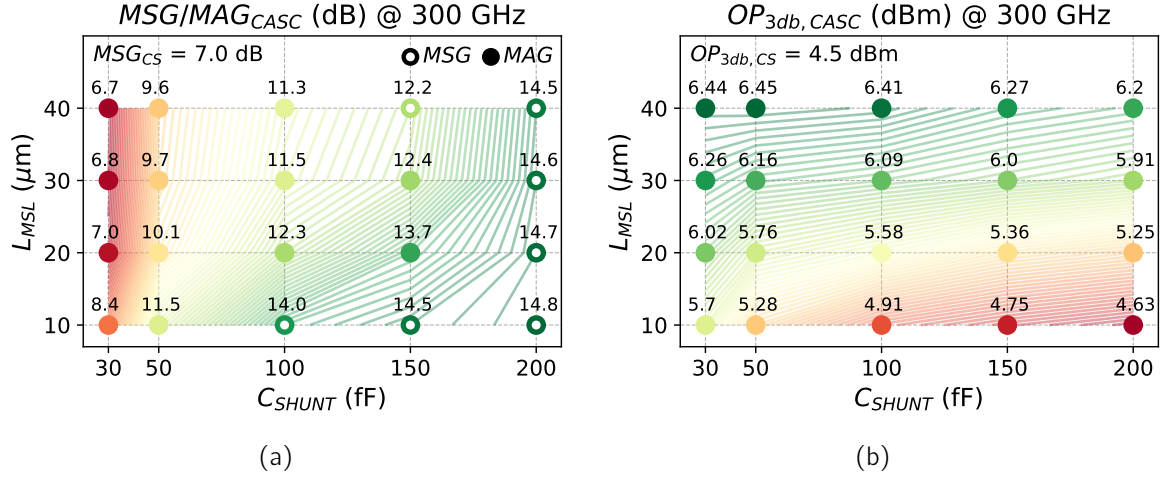 MSG/MAG_CASC (dB) @ 300 GHz
MSG_CS = 7.0 dB
MSG MAG
6.7 9.6 11.3 12.2 14.5
40
6.8 9.7 11.5 12.4 14.6
30
7.0 10.1 12.3 13.7 14.7
20
8.4 11.5 14.0 14.5 14.8
10
L_MSL (μm)
30 50 100 150 200
C_SHUNT (fF)
(a)
OP_3db,CASC (dBm) @ 300 GHz
OP_3db,CS = 4.5 dBm
6.44 6.45 6.41 6.27 6.2
40
6.26 6.16 6.09 6.0 5.91
30
6.02 5.76 5.58 5.36 5.25
20
5.7 5.28 4.91 4.75 4.63
10
L_MSL (μm)
30 50 100 150 200
C_SHUNT (fF)
(b)